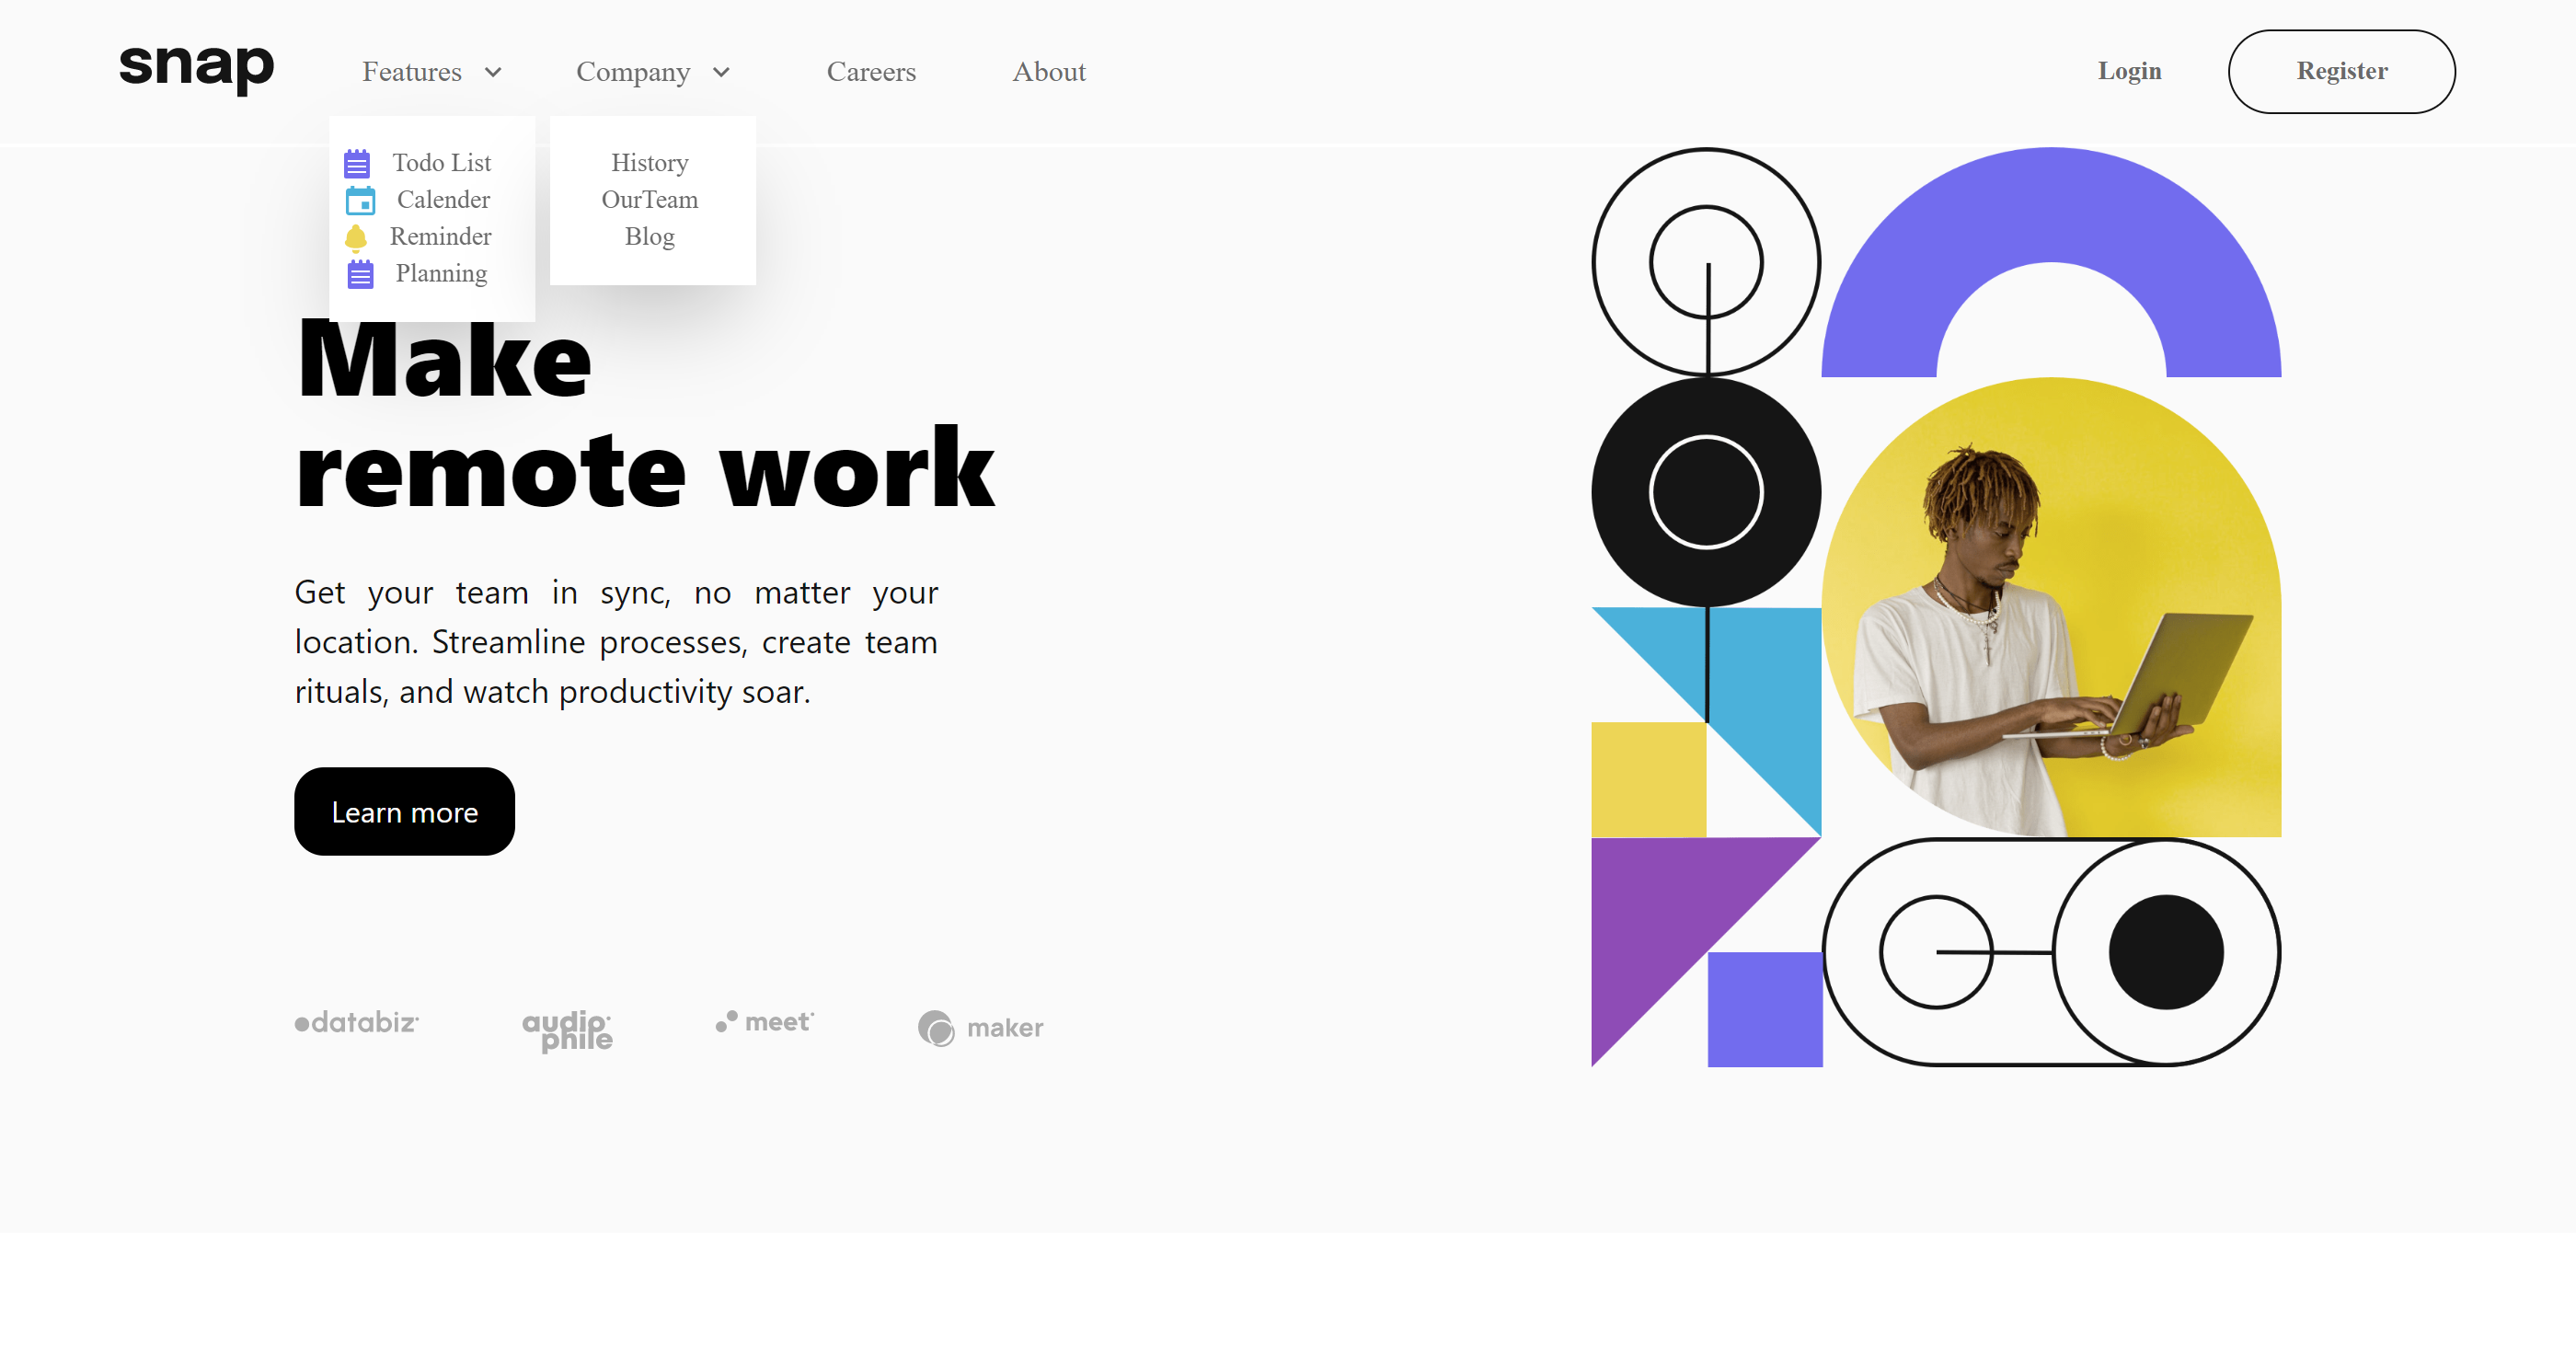 snap
Features
Company
Careers
About
Login
Register
Todo List
Calender
Reminder
Planning
History
OurTeam
Blog
Make
remote work
Get your team in sync, no matter your
location. Streamline processes, create team
rituals, and watch productivity soar.
Learn more
databiz
audio
phile
meet
maker